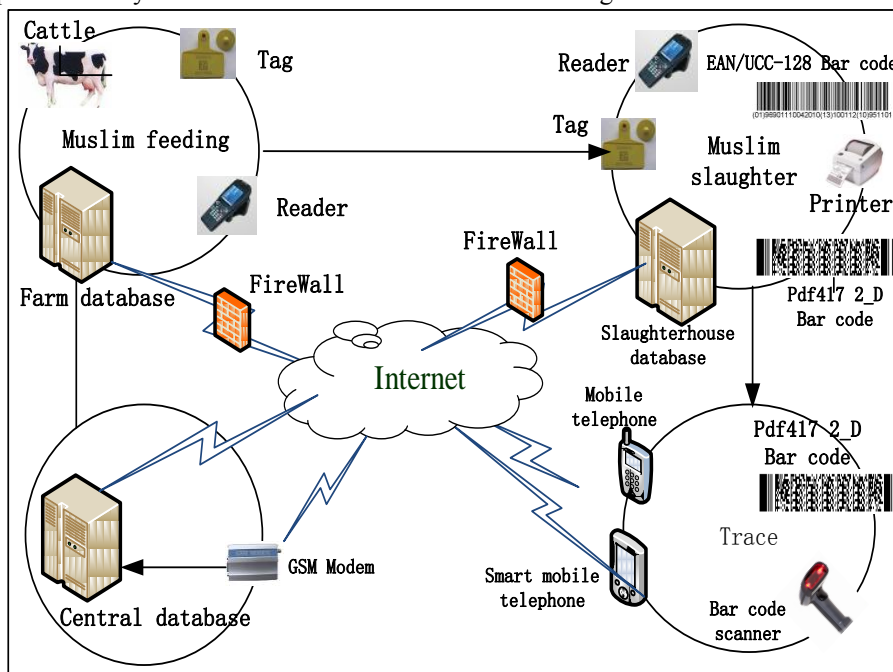 Cattle
Tag
Muslim feeding
Reader
Farm database
FireWall
Reader
EAN/UCC-128 Bar code
Tag
Muslim
slaughter
Printer
FireWall
Slaughterhouse
database
Pdf417 2_D
Bar code
Internet
Mobile
telephone
Pdf417 2_D
Bar code
Trace
Smart mobile
telephone
Bar code
scanner
GSM Modem
Central database